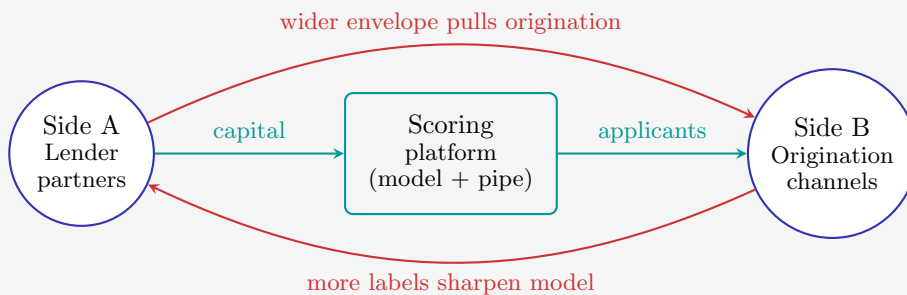 wider envelope pulls origination
Side A
Lender
partners
capital
Scoring
platform
(model + pipe)
applicants
Side B
Origination
channels
more labels sharpen model